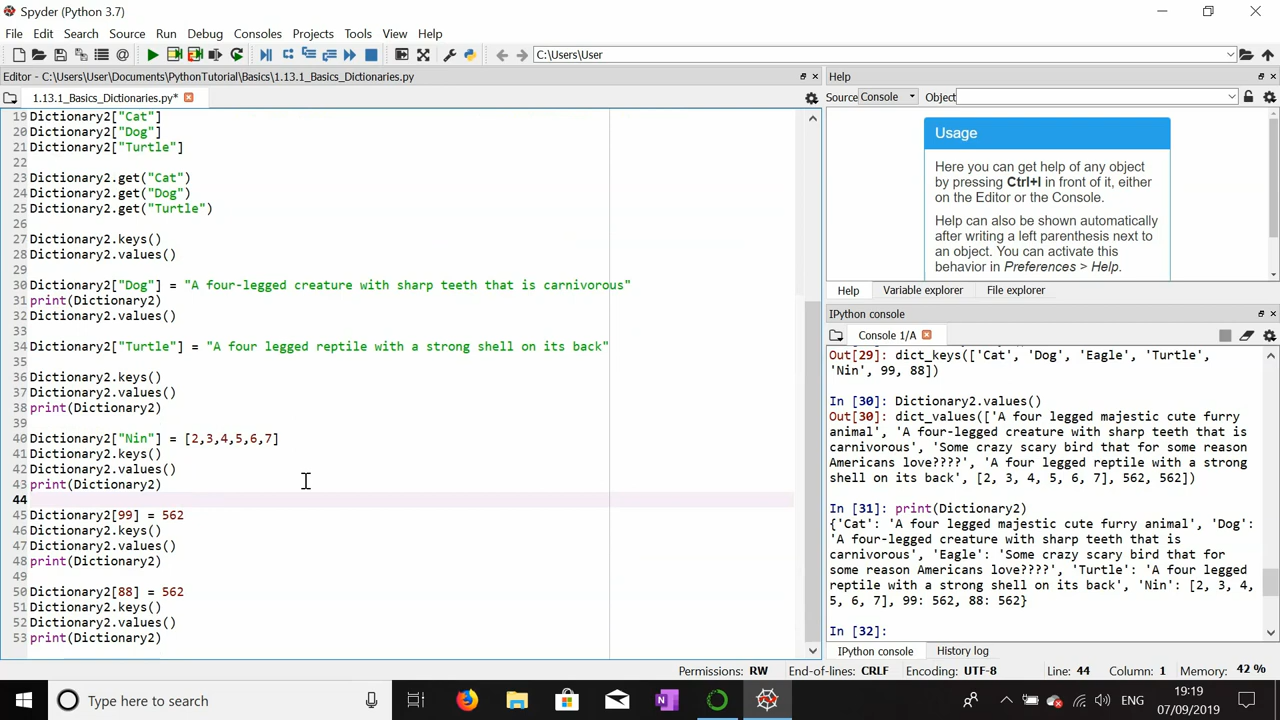 Spyder (Python 3.7)
File Edit Search Source Run Debug Consoles Projects Tools View Help
C:\Users\User
Editor - C:\Users\User\Documents\PythonTutorial\Basics\1.13.1_Basics_Dictionaries.py
1.13.1_Basics_Dictionaries.py*
19 Dictionary2["Cat"]
20 Dictionary2["Dog"]
21 Dictionary2["Turtle"]
22
23 Dictionary2.get("Cat")
24 Dictionary2.get("Dog")
25 Dictionary2.get("Turtle")
26
27 Dictionary2.keys()
28 Dictionary2.values()
29
30 Dictionary2["Dog"] = "A four-legged creature with sharp teeth that is carnivorous"
31 print(Dictionary2)
32 Dictionary2.values()
33
34 Dictionary2["Turtle"] = "A four legged reptile with a strong shell on its back"
35
36 Dictionary2.keys()
37 Dictionary2.values()
38 print(Dictionary2)
39
40 Dictionary2["Nin"] = [2,3,4,5,6,7]
41 Dictionary2.keys()
42 Dictionary2.values()
43 print(Dictionary2)
44
45 Dictionary2[99] = 562
46 Dictionary2.keys()
47 Dictionary2.values()
48 print(Dictionary2)
49
50 Dictionary2[88] = 562
51 Dictionary2.keys()
52 Dictionary2.values()
53 print(Dictionary2)
Help
Source Console Object
Usage
Here you can get help of any object
by pressing Ctrl+I in front of it, either
on the Editor or the Console.
Help can also be shown automatically
after writing a left parenthesis next to
an object. You can activate this
behavior in Preferences > Help.
Help Variable explorer File explorer
IPython console
Console 1/A
Out[29]: dict_keys(['Cat', 'Dog', 'Eagle', 'Turtle',
'Nin', 99, 88])
In [30]: Dictionary2.values()
Out[30]: dict_values(['A four legged majestic cute furry
animal', 'A four-legged creature with sharp teeth that is
carnivorous', 'Some crazy scary bird that for some reason
Americans love????', 'A four legged reptile with a strong
shell on its back', [2, 3, 4, 5, 6, 7], 562, 562])
In [31]: print(Dictionary2)
{'Cat': 'A four legged majestic cute furry animal', 'Dog':
'A four-legged creature with sharp teeth that is
carnivorous', 'Eagle': 'Some crazy scary bird that for
some reason Americans love????', 'Turtle': 'A four legged
reptile with a strong shell on its back', 'Nin': [2, 3, 4,
5, 6, 7], 99: 562, 88: 562}
In [32]:
IPython console History log
Permissions: RW End-of-lines: CRLF Encoding: UTF-8 Line: 44 Column: 1 Memory: 42 %
Type here to search
ENG
19:19
07/09/2019